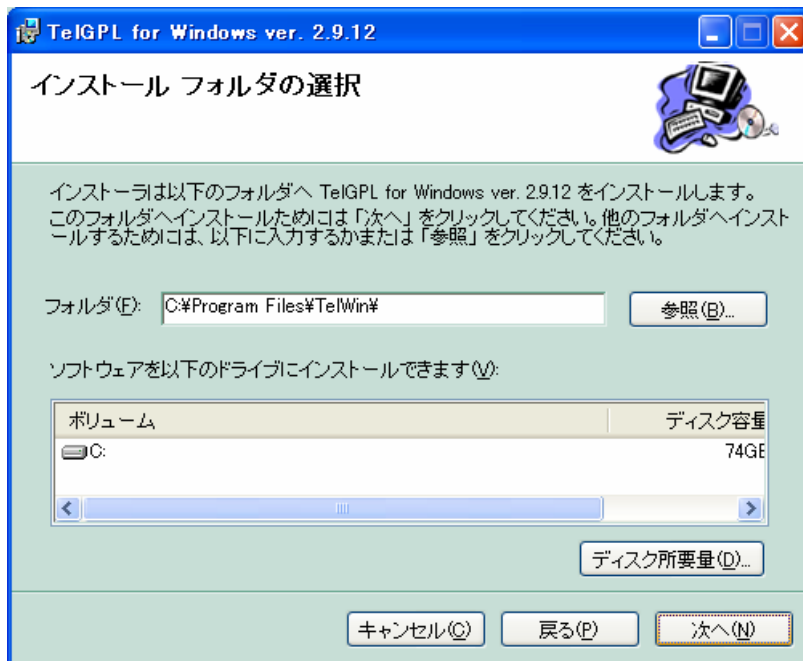 TelGPL for Windows ver. 2.9.12
インストール フォルダの選択
インストーラは以下のフォルダへ TelGPL for Windows ver. 2.9.12 をインストールします。
このフォルダへインストールためには「次へ」をクリックしてください。他のフォルダへインスト
ールするためには、以下に入力するかまたは「参照」をクリックしてください。
フォルダ(F): C:¥Program Files¥TelWin¥ 参照(B)...
ソフトウェアを以下のドライブにインストールできます(V):
ボリューム ディスク容量
C: 74GB
ディスク所要量(D)...
キャンセル(C) 戻る(P) 次へ(N)